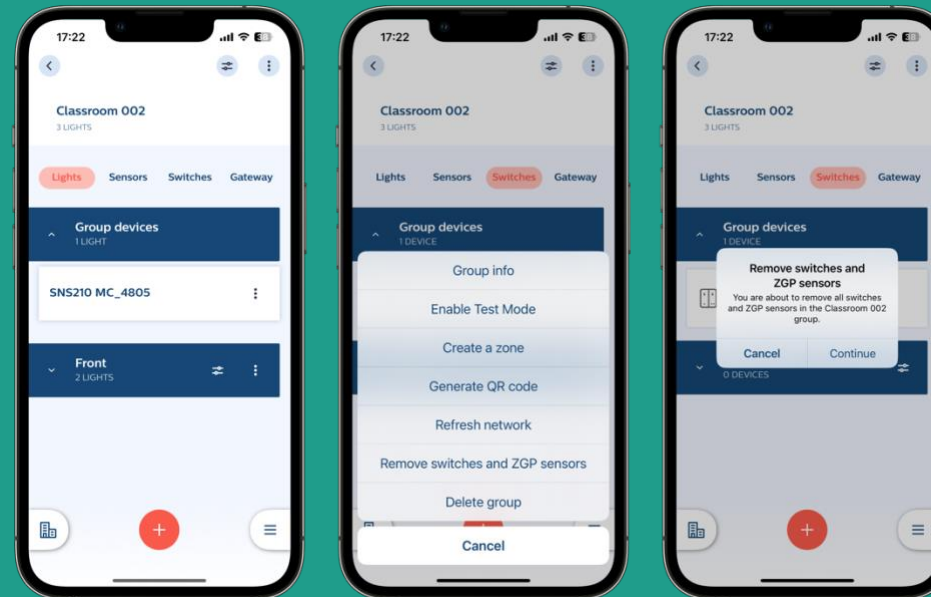 17:22
Classroom 002
3 LIGHTS
Lights Sensors Switches Gateway
Group devices
1 LIGHT
SNS210 MC_4805
Front
2 LIGHTS
17:22
Classroom 002
3 LIGHTS
Lights Sensors Switches Gateway
Group devices
1 DEVICE
Group info
Enable Test Mode
Create a zone
Generate QR code
Refresh network
Remove switches and ZGP sensors
Delete group
Cancel
17:22
Classroom 002
3 LIGHTS
Lights Sensors Switches Gateway
Group devices
1 DEVICE
Remove switches and
ZGP sensors
You are about to remove all switches
and ZGP sensors in the Classroom 002
group.
Cancel Continue
0 DEVICES